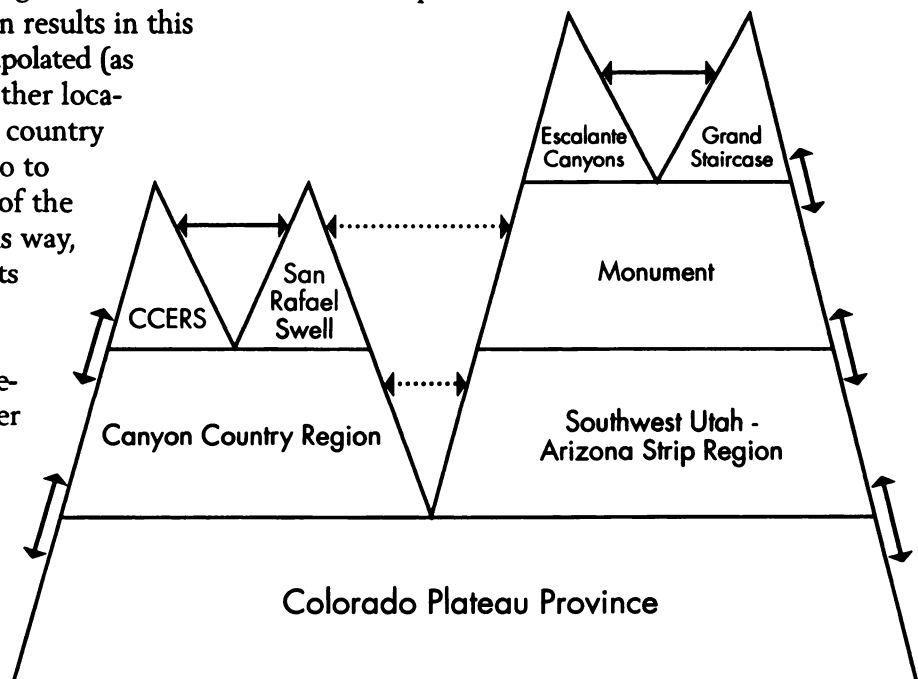 n results in this
polated (as
ther loca-
country
o to
of the
s way,
ts
e-
er
Escalante
Canyons
Grand
Staircase
Monument
San
Rafael
Swell
CCERS
Canyon Country Region
Southwest Utah -
Arizona Strip Region
Colorado Plateau Province